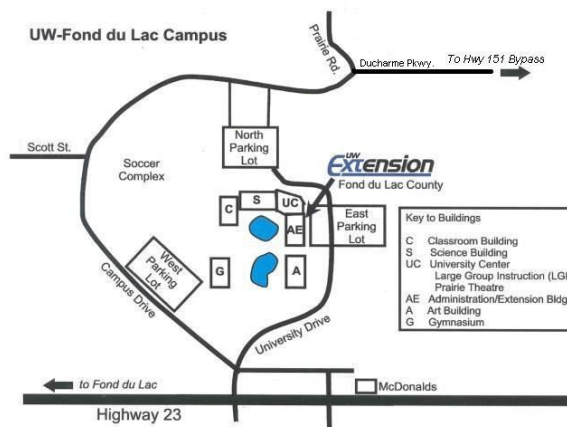 UW-Fond du Lac Campus
Prairie Rd.
Ducharme Pkwy.
To Hwy 151 Bypass
Scott St.
Soccer
Complex
North
Parking
Lot
UW
Extension
Fond du Lac County
S
UC
C
AE
East
Parking
Lot
West
Parking
Lot
G
A
Campus Drive
University Drive
Key to Buildings
C Classroom Building
S Science Building
UC University Center
Large Group Instruction (LGI
Prairie Theatre
AE Administration/Extension Bldg
A Art Building
G Gymnasium
to Fond du Lac
McDonalds
Highway 23